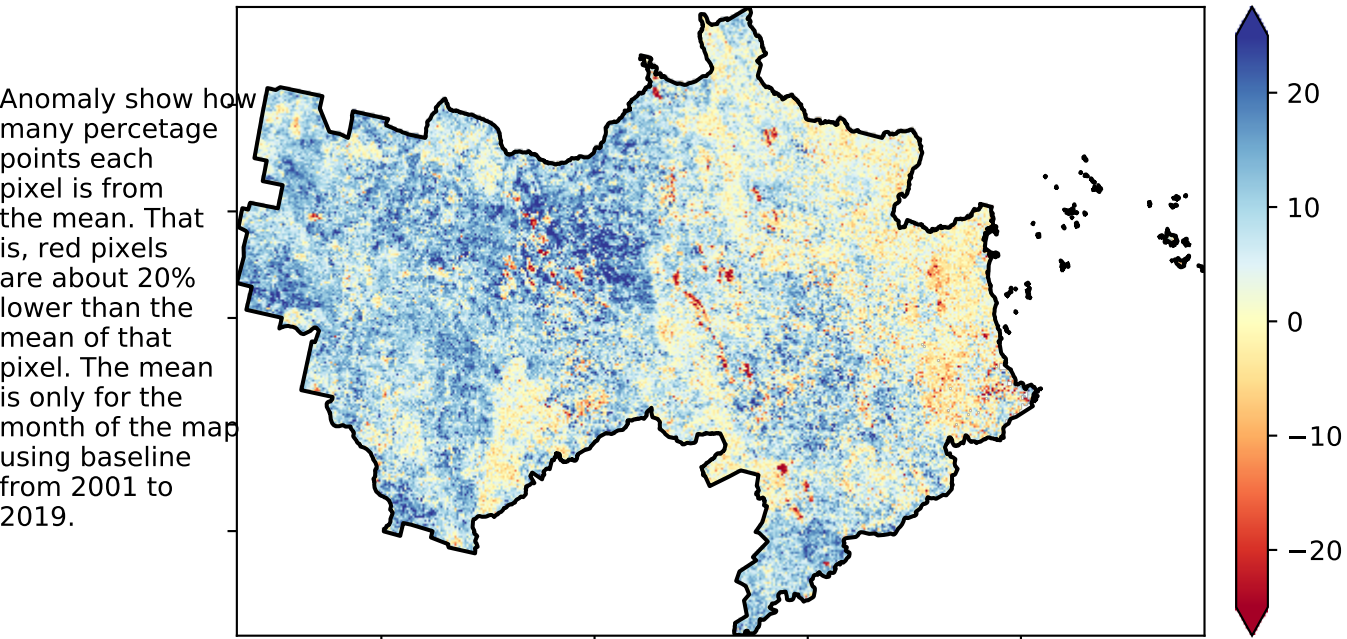 Anomaly show how
many percetage
points each
pixel is from
the mean. That
is, red pixels
are about 20%
lower than the
mean of that
pixel. The mean
is only for the
month of the map
using baseline
from 2001 to
2019.
20
10
0
−10
−20